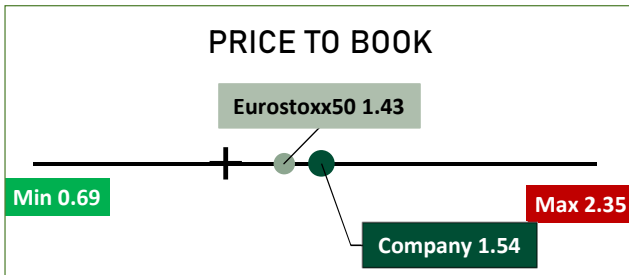 PRICE TO BOOK
Eurostoxx50 1.43
Min 0.69
Max 2.35
Company 1.54